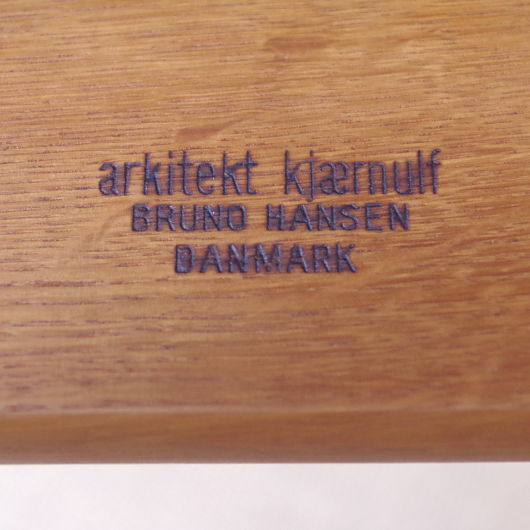 arkitekt kjærnulf
BRUNO HANSEN
DANMARK